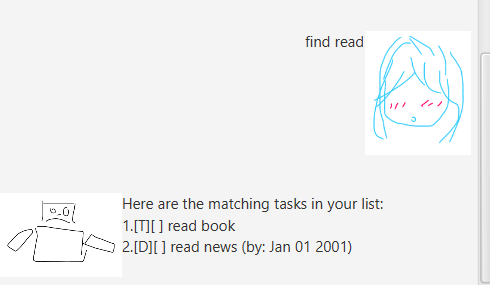 find read
Here are the matching tasks in your list:
1.[T][ ] read book
2.[D][ ] read news (by: Jan 01 2001)